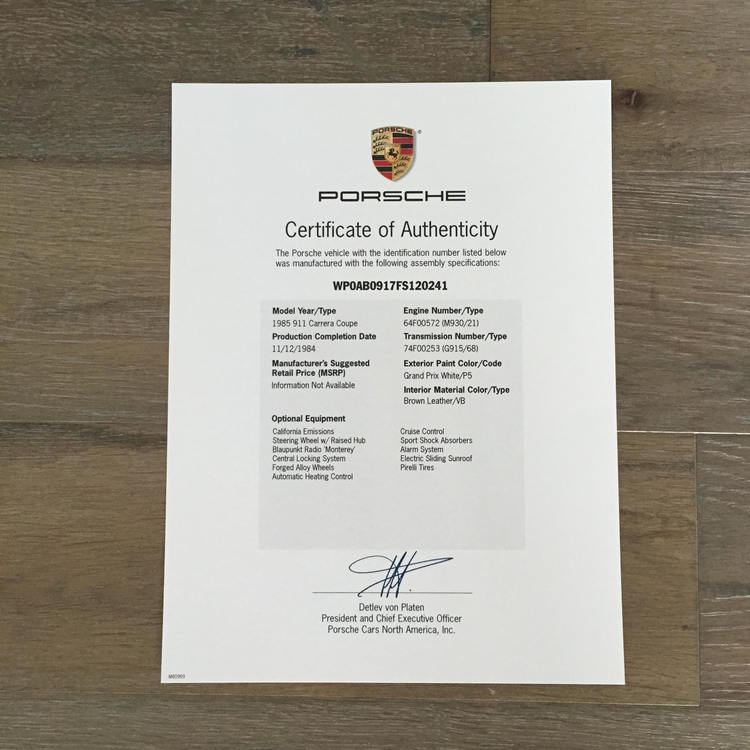 PORSCHE
®
PORSCHE
Certificate of Authenticity
The Porsche vehicle with the identification number listed below
was manufactured with the following assembly specifications:
WP0AB0917FS120241
Model Year/Type
1985 911 Carrera Coupe
Production Completion Date
11/12/1984
Manufacturer's Suggested
Retail Price (MSRP)
Information Not Available
Engine Number/Type
64F00572 (M930/21)
Transmission Number/Type
74F00253 (G915/68)
Exterior Paint Color/Code
Grand Prix White/P5
Interior Material Color/Type
Brown Leather/VB
Optional Equipment
California Emissions
Steering Wheel w/ Raised Hub
Blaupunkt Radio 'Monterey'
Central Locking System
Forged Alloy Wheels
Automatic Heating Control
Cruise Control
Sport Shock Absorbers
Alarm System
Electric Sliding Sunroof
Pirelli Tires
Detlev von Platen
President and Chief Executive Officer
Porsche Cars North America, Inc.